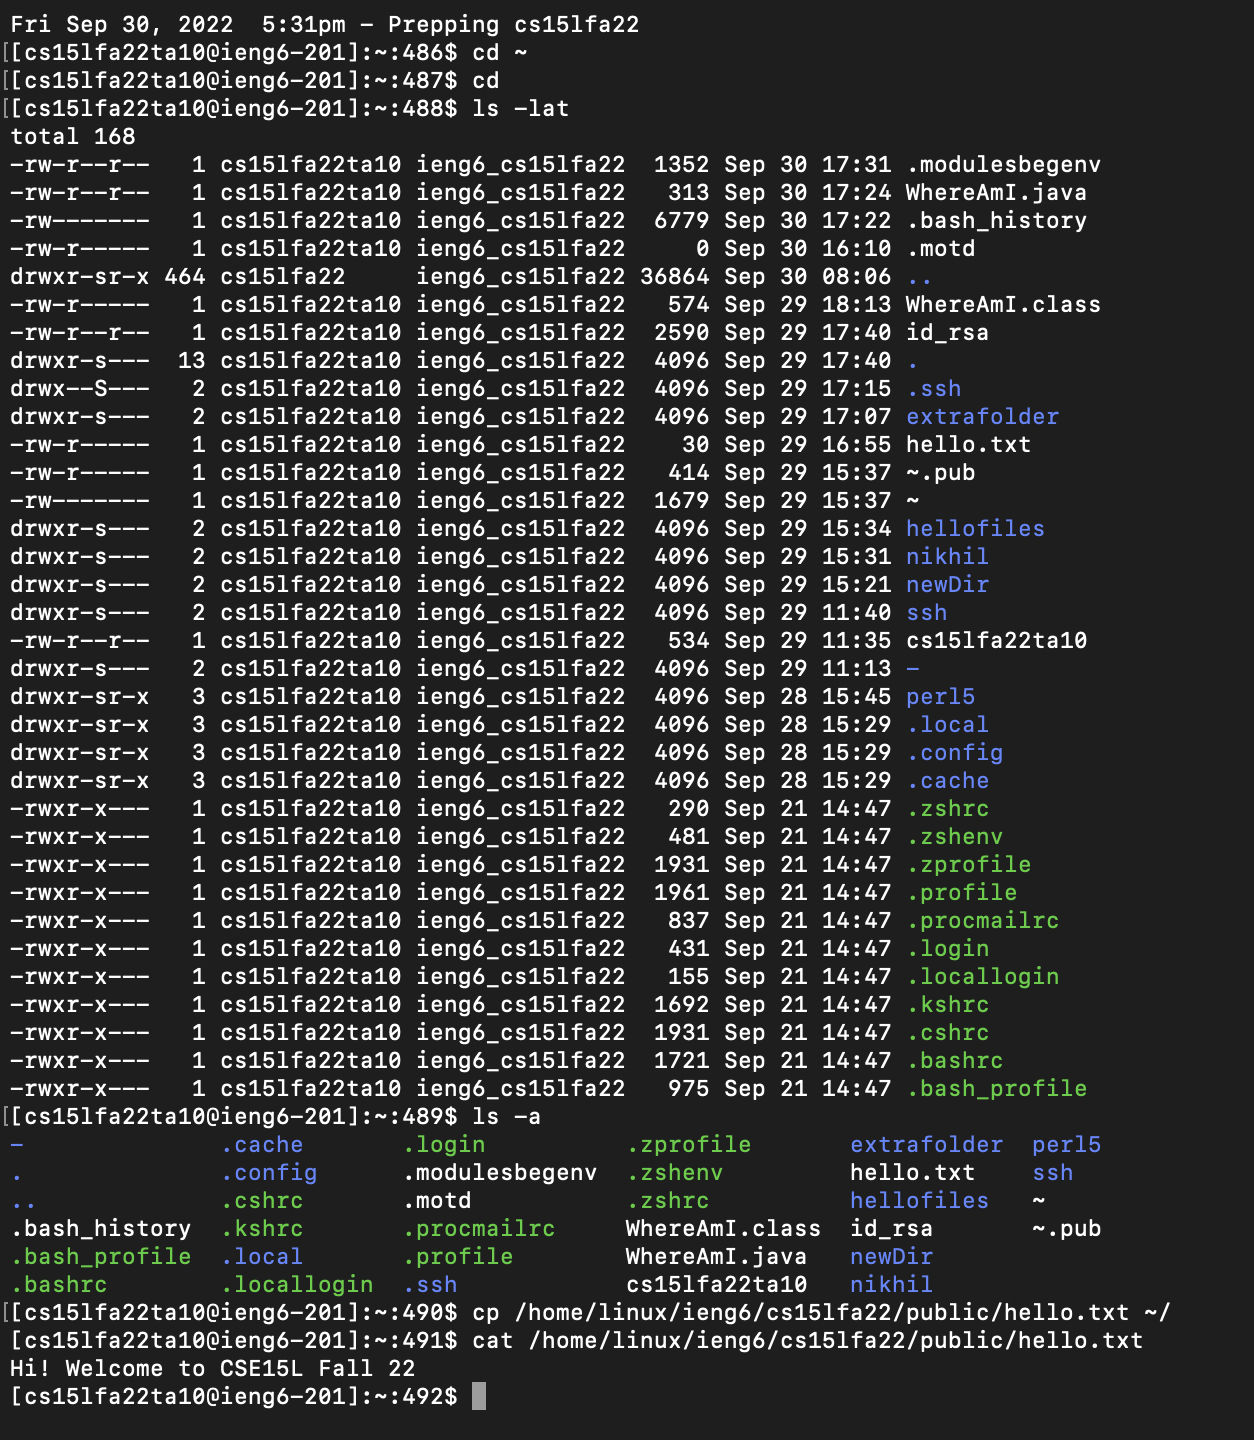 Fri Sep 30, 2022  5:31pm - Prepping cs15lfa22
[[cs15lfa22ta10@ieng6-201]:~:486$ cd ~
[[cs15lfa22ta10@ieng6-201]:~:487$ cd
[[cs15lfa22ta10@ieng6-201]:~:488$ ls -lat
total 168
-rw-r--r--   1 cs15lfa22ta10 ieng6_cs15lfa22  1352 Sep 30 17:31 .modulesbegenv
-rw-r--r--   1 cs15lfa22ta10 ieng6_cs15lfa22   313 Sep 30 17:24 WhereAmI.java
-rw-------   1 cs15lfa22ta10 ieng6_cs15lfa22  6779 Sep 30 17:22 .bash_history
-rw-r-----   1 cs15lfa22ta10 ieng6_cs15lfa22     0 Sep 30 16:10 .motd
drwxr-sr-x 464 cs15lfa22     ieng6_cs15lfa22 36864 Sep 30 08:06 ..
-rw-r-----   1 cs15lfa22ta10 ieng6_cs15lfa22   574 Sep 29 18:13 WhereAmI.class
-rw-r--r--   1 cs15lfa22ta10 ieng6_cs15lfa22  2590 Sep 29 17:40 id_rsa
drwxr-s---  13 cs15lfa22ta10 ieng6_cs15lfa22  4096 Sep 29 17:40 .
drwx--S---   2 cs15lfa22ta10 ieng6_cs15lfa22  4096 Sep 29 17:15 .ssh
drwxr-s---   2 cs15lfa22ta10 ieng6_cs15lfa22  4096 Sep 29 17:07 extrafolder
-rw-r-----   1 cs15lfa22ta10 ieng6_cs15lfa22    30 Sep 29 16:55 hello.txt
-rw-r-----   1 cs15lfa22ta10 ieng6_cs15lfa22   414 Sep 29 15:37 ~.pub
-rw-------   1 cs15lfa22ta10 ieng6_cs15lfa22  1679 Sep 29 15:37 ~
drwxr-s---   2 cs15lfa22ta10 ieng6_cs15lfa22  4096 Sep 29 15:34 hellofiles
drwxr-s---   2 cs15lfa22ta10 ieng6_cs15lfa22  4096 Sep 29 15:31 nikhil
drwxr-s---   2 cs15lfa22ta10 ieng6_cs15lfa22  4096 Sep 29 15:21 newDir
drwxr-s---   2 cs15lfa22ta10 ieng6_cs15lfa22  4096 Sep 29 11:40 ssh
-rw-r--r--   1 cs15lfa22ta10 ieng6_cs15lfa22   534 Sep 29 11:35 cs15lfa22ta10
drwxr-s---   2 cs15lfa22ta10 ieng6_cs15lfa22  4096 Sep 29 11:13 -
drwxr-sr-x   3 cs15lfa22ta10 ieng6_cs15lfa22  4096 Sep 28 15:45 perl5
drwxr-sr-x   3 cs15lfa22ta10 ieng6_cs15lfa22  4096 Sep 28 15:29 .local
drwxr-sr-x   3 cs15lfa22ta10 ieng6_cs15lfa22  4096 Sep 28 15:29 .config
drwxr-sr-x   3 cs15lfa22ta10 ieng6_cs15lfa22  4096 Sep 28 15:29 .cache
-rwxr-x---   1 cs15lfa22ta10 ieng6_cs15lfa22   290 Sep 21 14:47 .zshrc
-rwxr-x---   1 cs15lfa22ta10 ieng6_cs15lfa22   481 Sep 21 14:47 .zshenv
-rwxr-x---   1 cs15lfa22ta10 ieng6_cs15lfa22  1931 Sep 21 14:47 .zprofile
-rwxr-x---   1 cs15lfa22ta10 ieng6_cs15lfa22  1961 Sep 21 14:47 .profile
-rwxr-x---   1 cs15lfa22ta10 ieng6_cs15lfa22   837 Sep 21 14:47 .procmailrc
-rwxr-x---   1 cs15lfa22ta10 ieng6_cs15lfa22   431 Sep 21 14:47 .login
-rwxr-x---   1 cs15lfa22ta10 ieng6_cs15lfa22   155 Sep 21 14:47 .locallogin
-rwxr-x---   1 cs15lfa22ta10 ieng6_cs15lfa22  1692 Sep 21 14:47 .kshrc
-rwxr-x---   1 cs15lfa22ta10 ieng6_cs15lfa22  1931 Sep 21 14:47 .cshrc
-rwxr-x---   1 cs15lfa22ta10 ieng6_cs15lfa22  1721 Sep 21 14:47 .bashrc
-rwxr-x---   1 cs15lfa22ta10 ieng6_cs15lfa22   975 Sep 21 14:47 .bash_profile
[[cs15lfa22ta10@ieng6-201]:~:489$ ls -a
-              .cache       .login          .zprofile      extrafolder  perl5
.              .config      .modulesbegenv  .zshenv        hello.txt    ssh
..             .cshrc       .motd           .zshrc         hellofiles   ~
.bash_history  .kshrc       .procmailrc     WhereAmI.class  id_rsa       ~.pub
.bash_profile  .local       .profile        WhereAmI.java  newDir
.bashrc        .locallogin  .ssh            cs15lfa22ta10  nikhil
[[cs15lfa22ta10@ieng6-201]:~:490$ cp /home/linux/ieng6/cs15lfa22/public/hello.txt ~/
[cs15lfa22ta10@ieng6-201]:~:491$ cat /home/linux/ieng6/cs15lfa22/public/hello.txt
Hi! Welcome to CSE15L Fall 22
[cs15lfa22ta10@ieng6-201]:~:492$